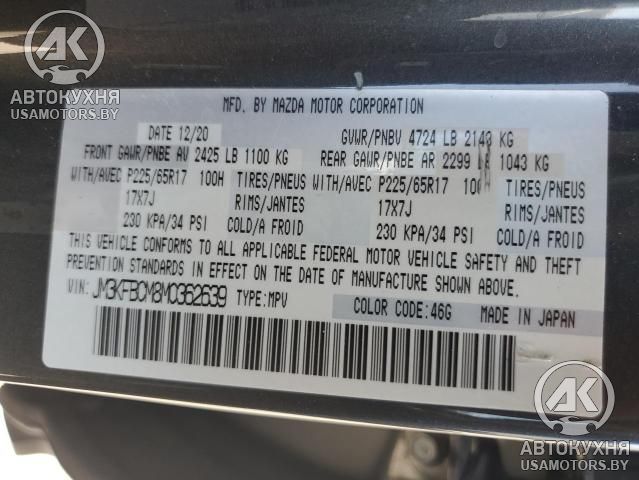 AK
АВТОКУХНЯ
USAMOTORS.BY
MFD. BY MAZDA MOTOR CORPORATION
DATE 12/20 GVWR/PNBV 4724 LB 2143 KG
FRONT GAWR/PNBE AV 2425 LB 1100 KG REAR GAWR/PNBE AR 2299 LB 1043 KG
WITH/AVEC P225/65R17 100H TIRES/PNEUS WITH/AVEC P225/65R17 100H TIRES/PNEUS
17X7J RIMS/JANTES 17X7J RIMS/JANTES
230 KPA/34 PSI COLD/A FROID 230 KPA/34 PSI COLD/A FROID
THIS VEHICLE CONFORMS TO ALL APPLICABLE FEDERAL MOTOR VEHICLE SAFETY AND THEFT
PREVENTION STANDARDS IN EFFECT ON THE DATE OF MANUFACTURE SHOWN ABOVE.
VIN: JM3KFBCM8M0362639 TYPE:MPV COLOR CODE:46G MADE IN JAPAN
AK
АВТОКУХНЯ
USAMOTORS.BY